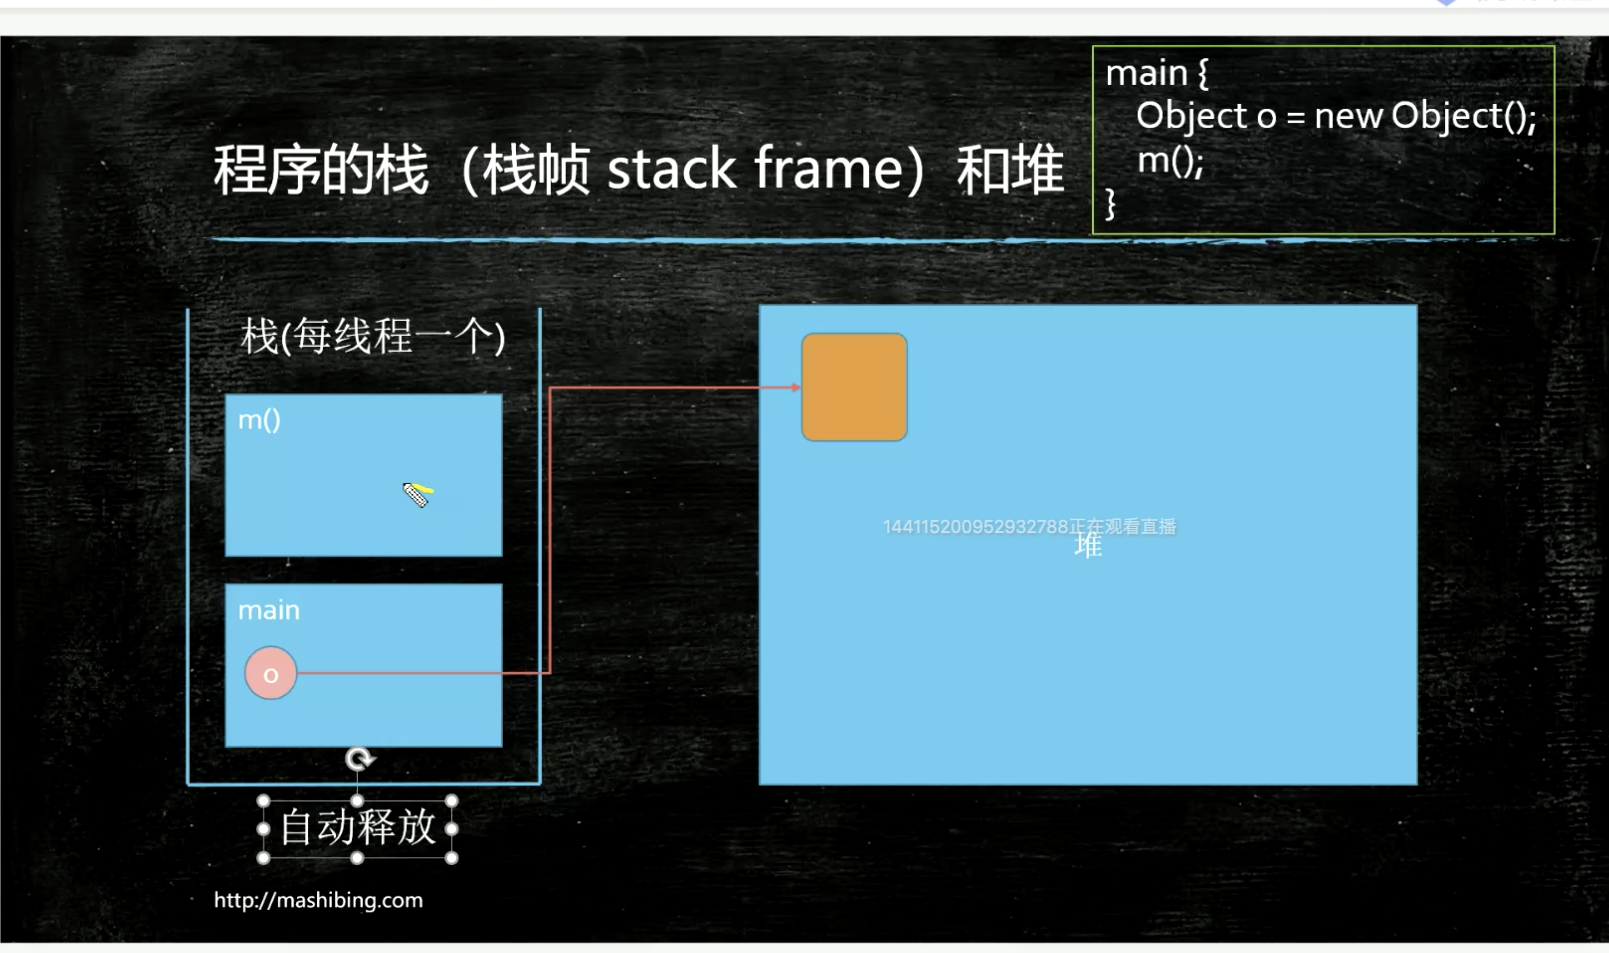 main {
Object o = new Object();
m();
}
程序的栈（栈帧 stack frame）和堆
栈(每线程一个)
m()
main
o
144115200952932788正在观看直播
堆
自动释放
http://mashibing.com